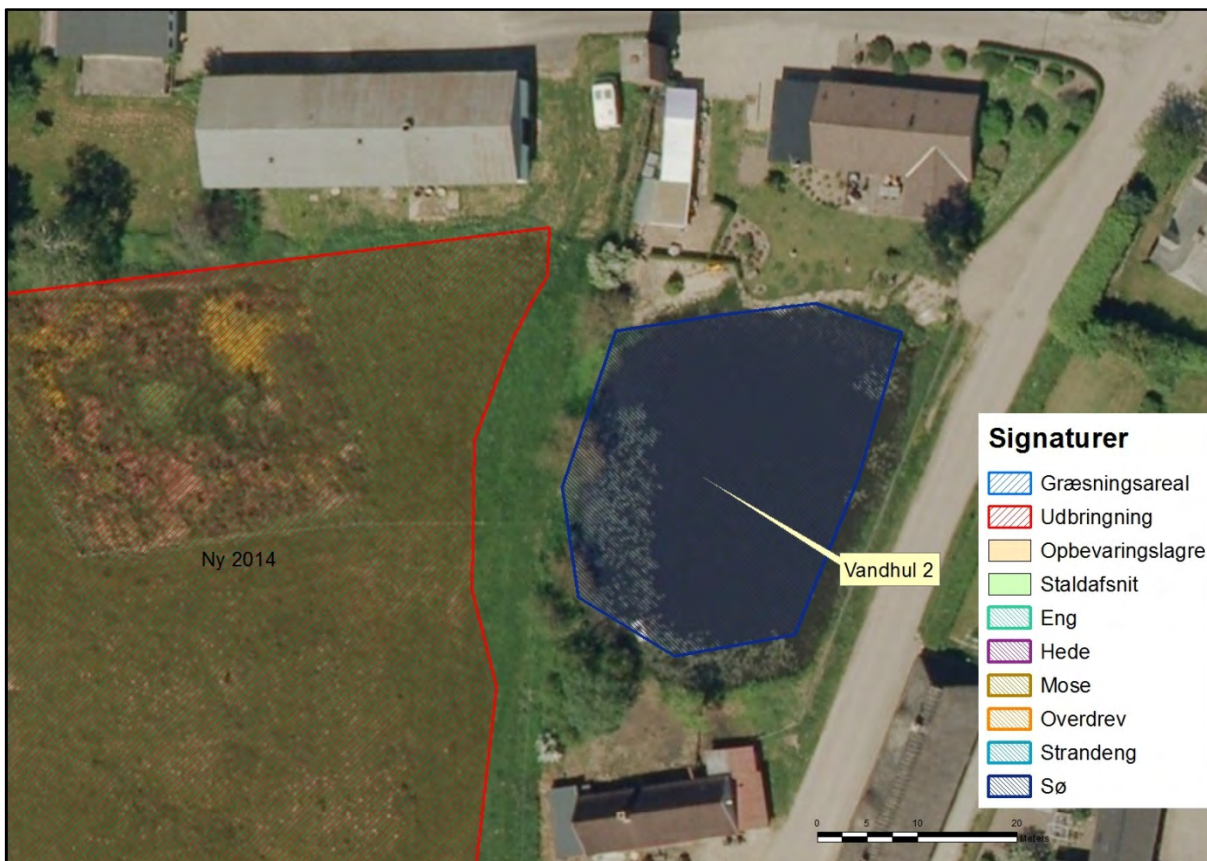 Ny 2014
Vandhul 2
Signaturer
Græsningsareal
Udbringning
Opbevaringslagre
Staldafsnit
Eng
Hede
Mose
Overdrev
Strandeng
Sø
0 5 10 20
Meters